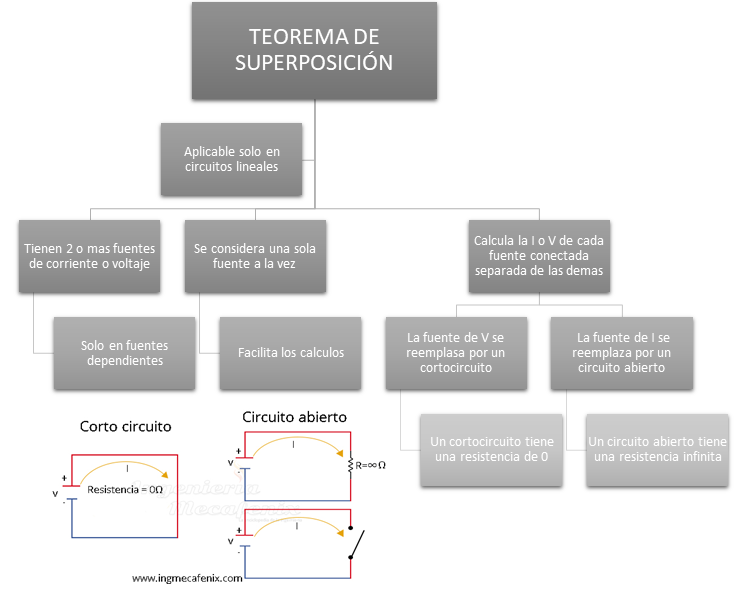 TEOREMA DE
SUPERPOSICIÓN
Aplicable solo en
circuitos lineales
Tienen 2 o mas fuentes
de corriente o voltaje
Se considera una sola
fuente a la vez
Calcula la I o V de cada
fuente conectada
separada de las demas
Solo en fuentes
dependientes
Facilita los calculos
La fuente de V se
reemplasa por un
cortocircuito
La fuente de I se
reemplaza por un
circuito abierto
Un cortocircuito tiene
una resistencia de 0
Un circuito abierto tiene
una resistencia infinita
Corto circuito
+
I
V
Resistencia = 0Ω
-
Circuito abierto
+
I
V
R=∞Ω
-
Ingeniería
Mecafenix
+
I
V
-
www.ingmecafenix.com